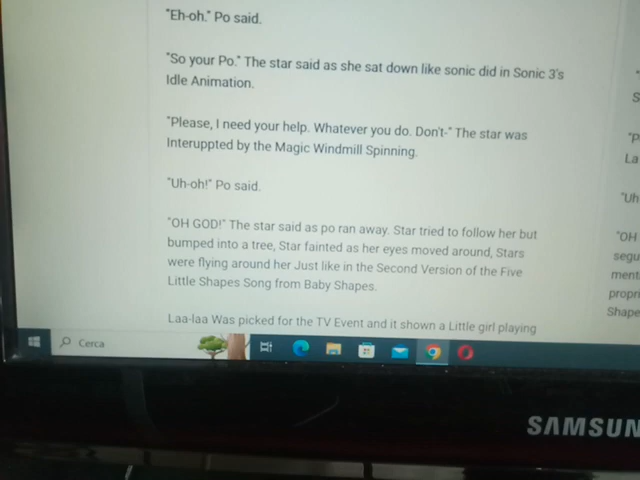 "Eh-oh." Po said.
"So your Po." The star said as she sat down like sonic did in Sonic 3's
Idle Animation.
"Please, I need your help. Whatever you do. Don't-" The star was
Interuppted by the Magic Windmill Spinning.
"Uh-oh!" Po said.
"OH GOD!" The star said as po ran away. Star tried to follow her but
bumped into a tree, Star fainted as her eyes moved around, Stars
were flying around her Just like in the Second Version of the Five
Little Shapes Song from Baby Shapes.
Laa-laa Was picked for the TV Event and it shown a Little girl playing
S
"P
La
"Uh
"OH
segu
ment
propri
Shape
Cerca
SAMSUN